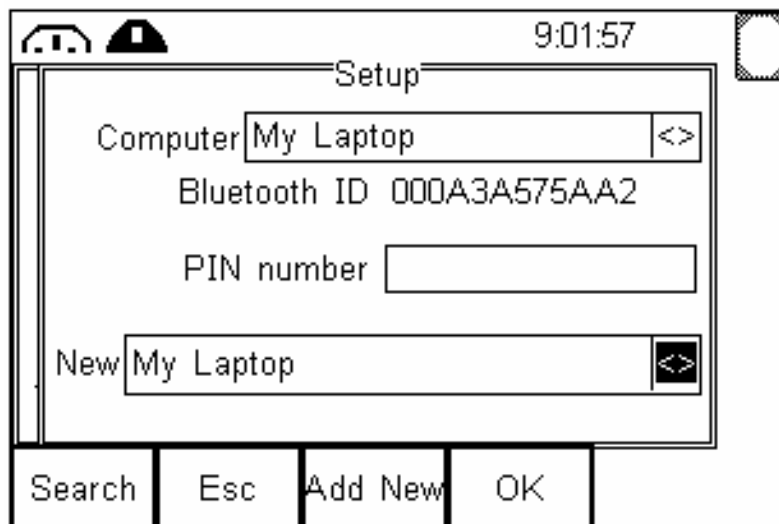 9:01:57
Setup
Computer My Laptop <>
Bluetooth ID 000A3A575AA2
PIN number
New My Laptop <>
Search Esc Add New OK